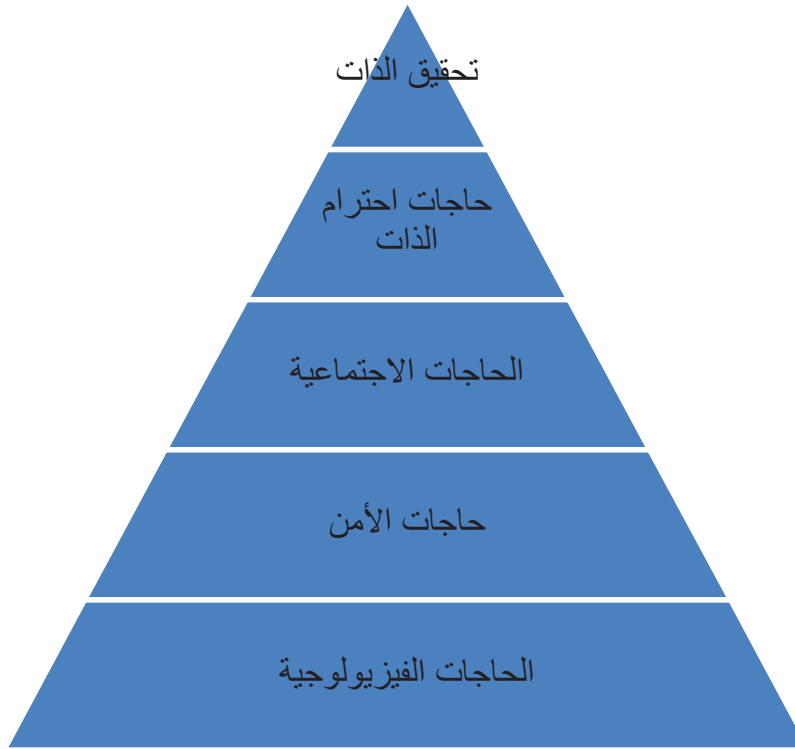 تحقيق الذات
حاجات احترام
الذات
الحاجات الاجتماعية
حاجات الأمن
الحاجات الفيزيولوجية